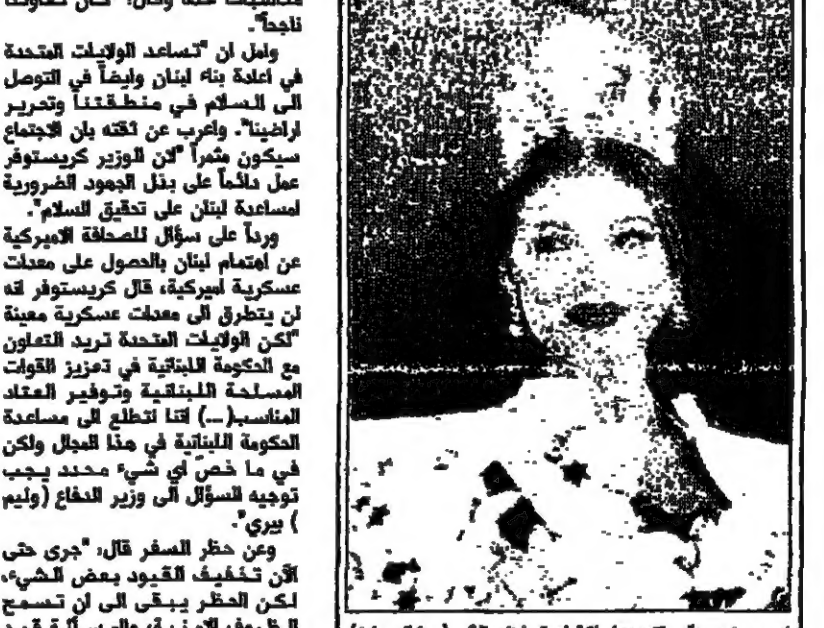 ناجحاً".
وامل ان "تساعد الولايات المتحدة
في اعادة بناء لبنان وايضاً في التوصل
الى السلام في منطقتنا وتحرير
اراضينا". واعرب عن ثقته بان الاجتماع
سيكون مثمراً "لان الوزير كريستوفر
عمل دائماً على بذل الجهود الضرورية
لمساعدة لبنان على تحقيق السلام".
ورداً على سؤال للصحافة الاميركية
عن اهتمام لبنان بالحصول على معدات
عسكرية اميركية، قال كريستوفر انه
لن يتطرق الى معدات عسكرية معينة
"لكن الولايات المتحدة تريد التعاون
مع الحكومة اللبنانية في تعزيز القوات
المسلحة اللبنانية وتوفير العتاد
المناسب(...) اننا نتطلع الى مساعدة
الحكومة اللبنانية في هذا المجال ولكن
في ما خصّ اي شيء محدد يجب
توجيه السؤال الى وزير الدفاع (وليم
) بيري".
وعن حظر السفر قال: "جرى حتى
الآن تخفيف القيود بعض الشيء،
لكن الحظر يبقى الى ان تسمح